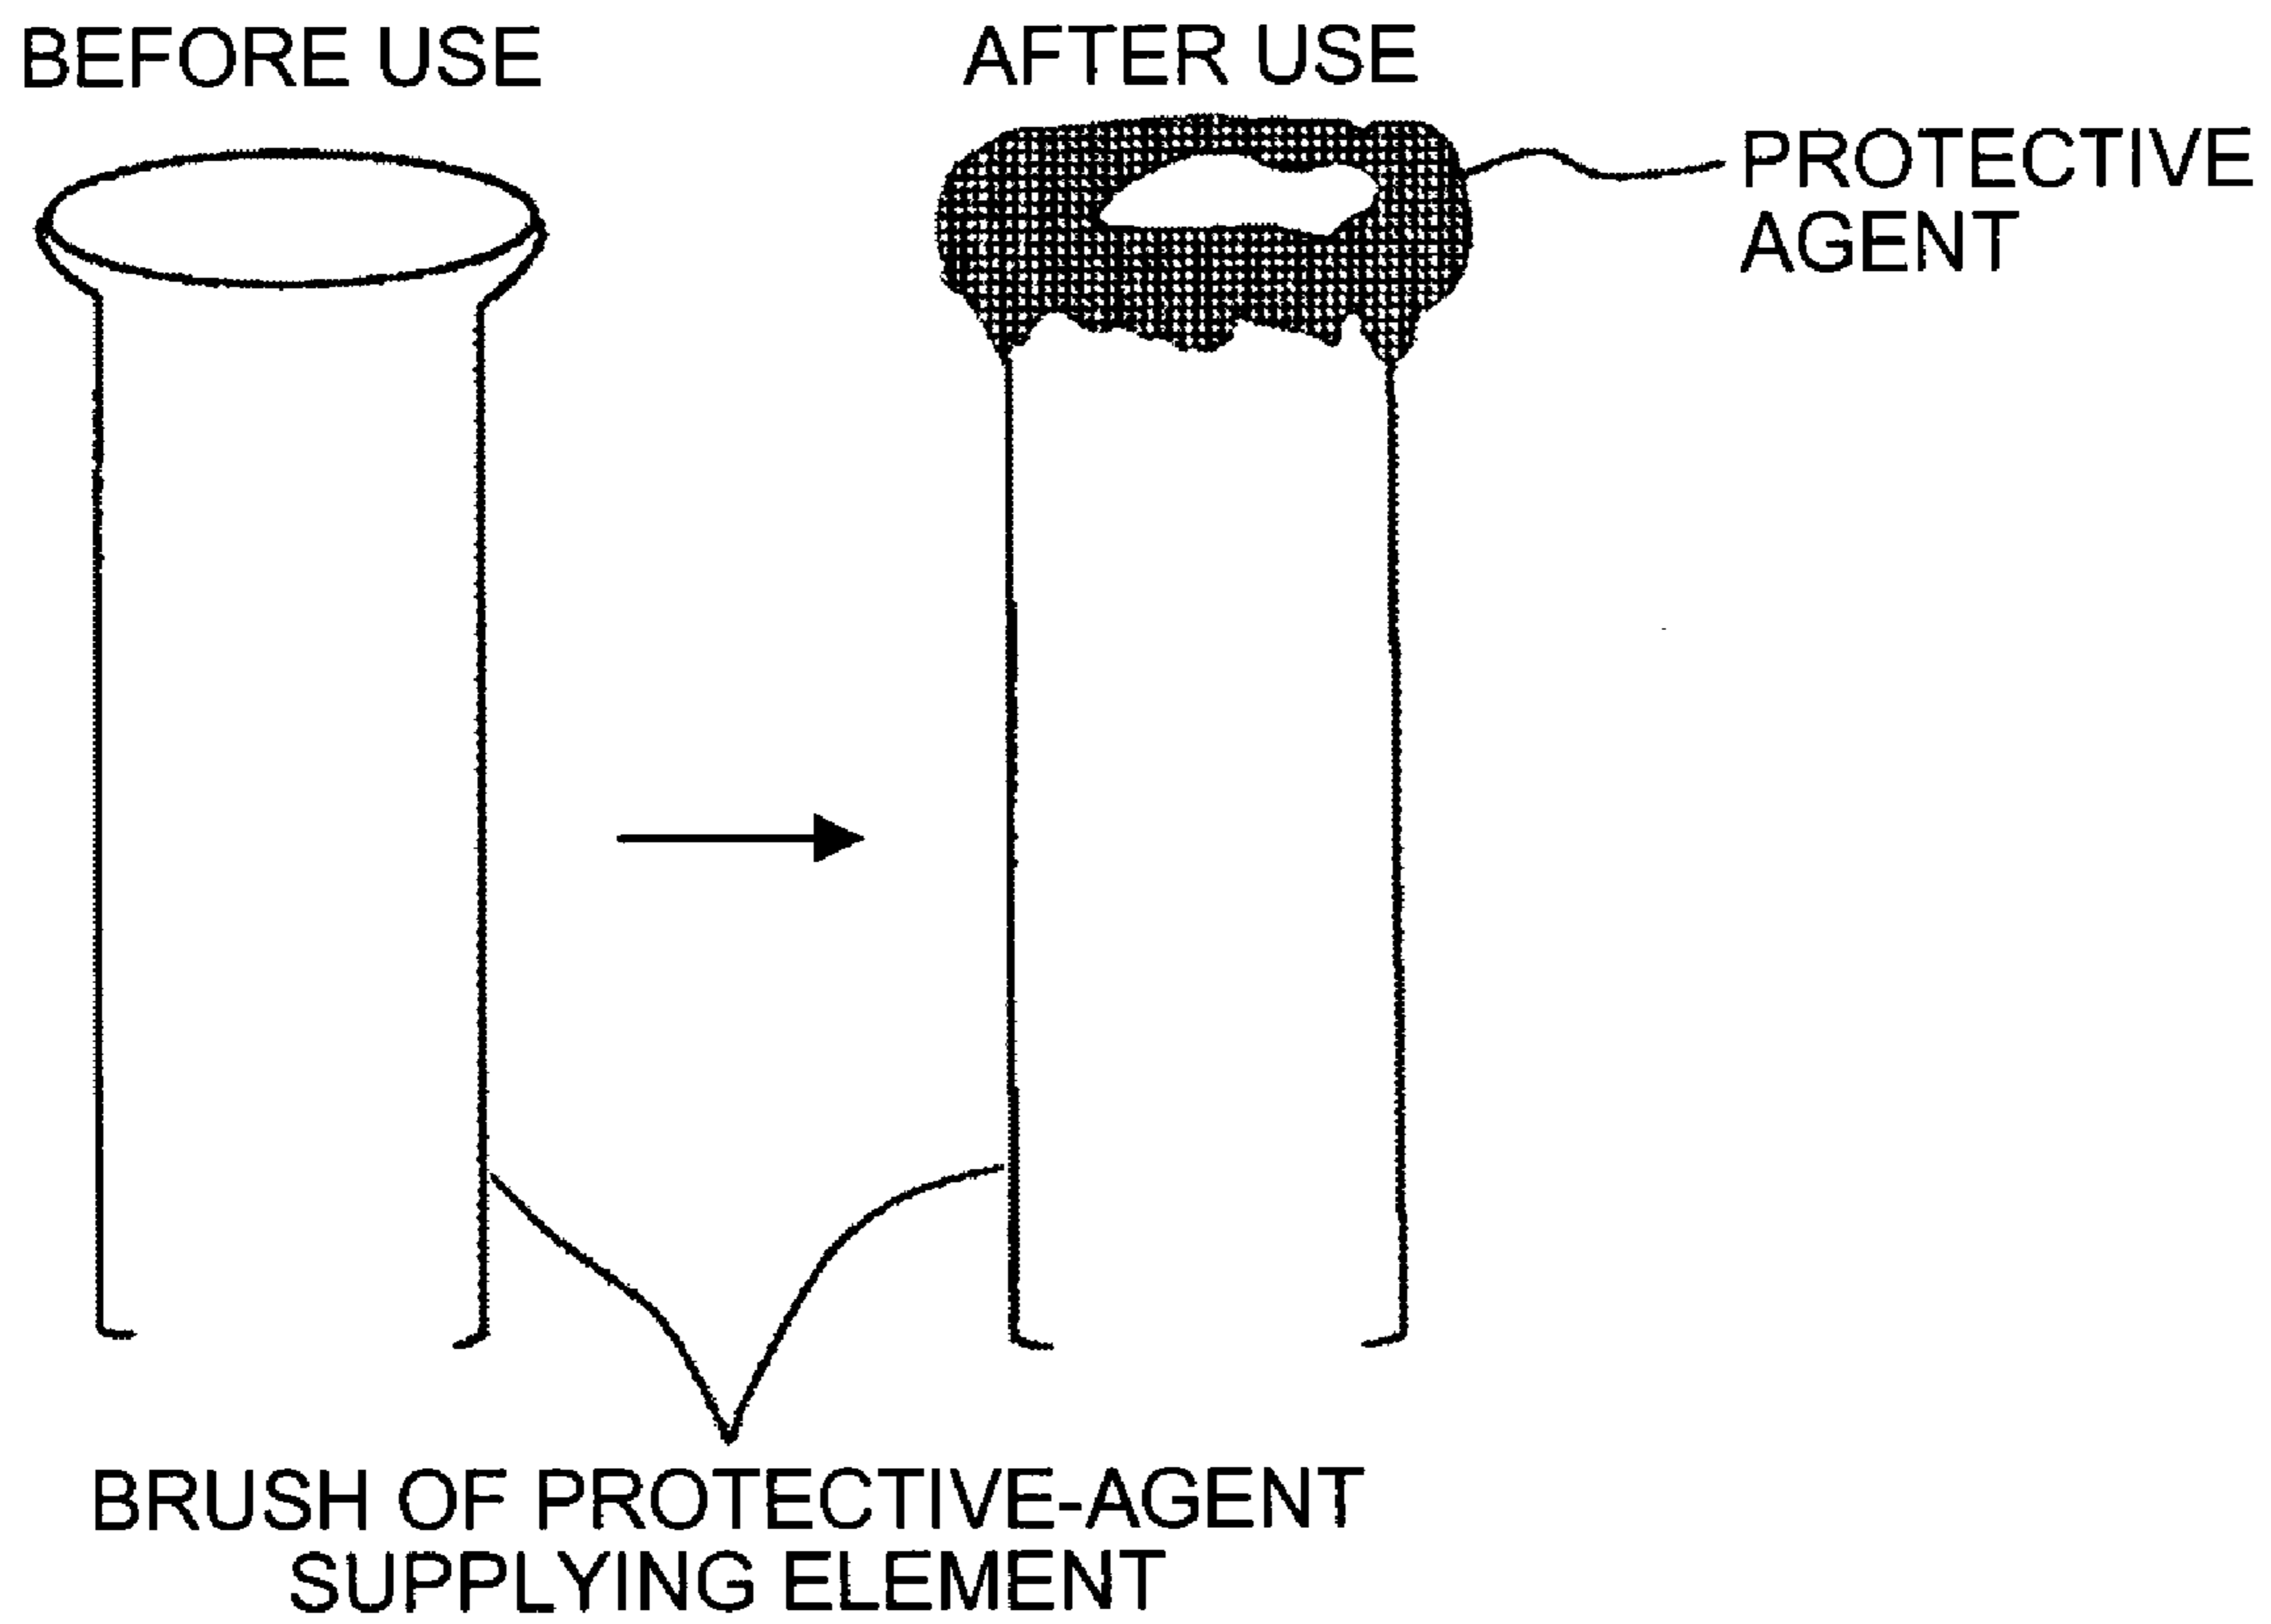 BEFORE USE
AFTER USE
PROTECTIVE
AGENT
BRUSH OF PROTECTIVE-AGENT
SUPPLYING ELEMENT